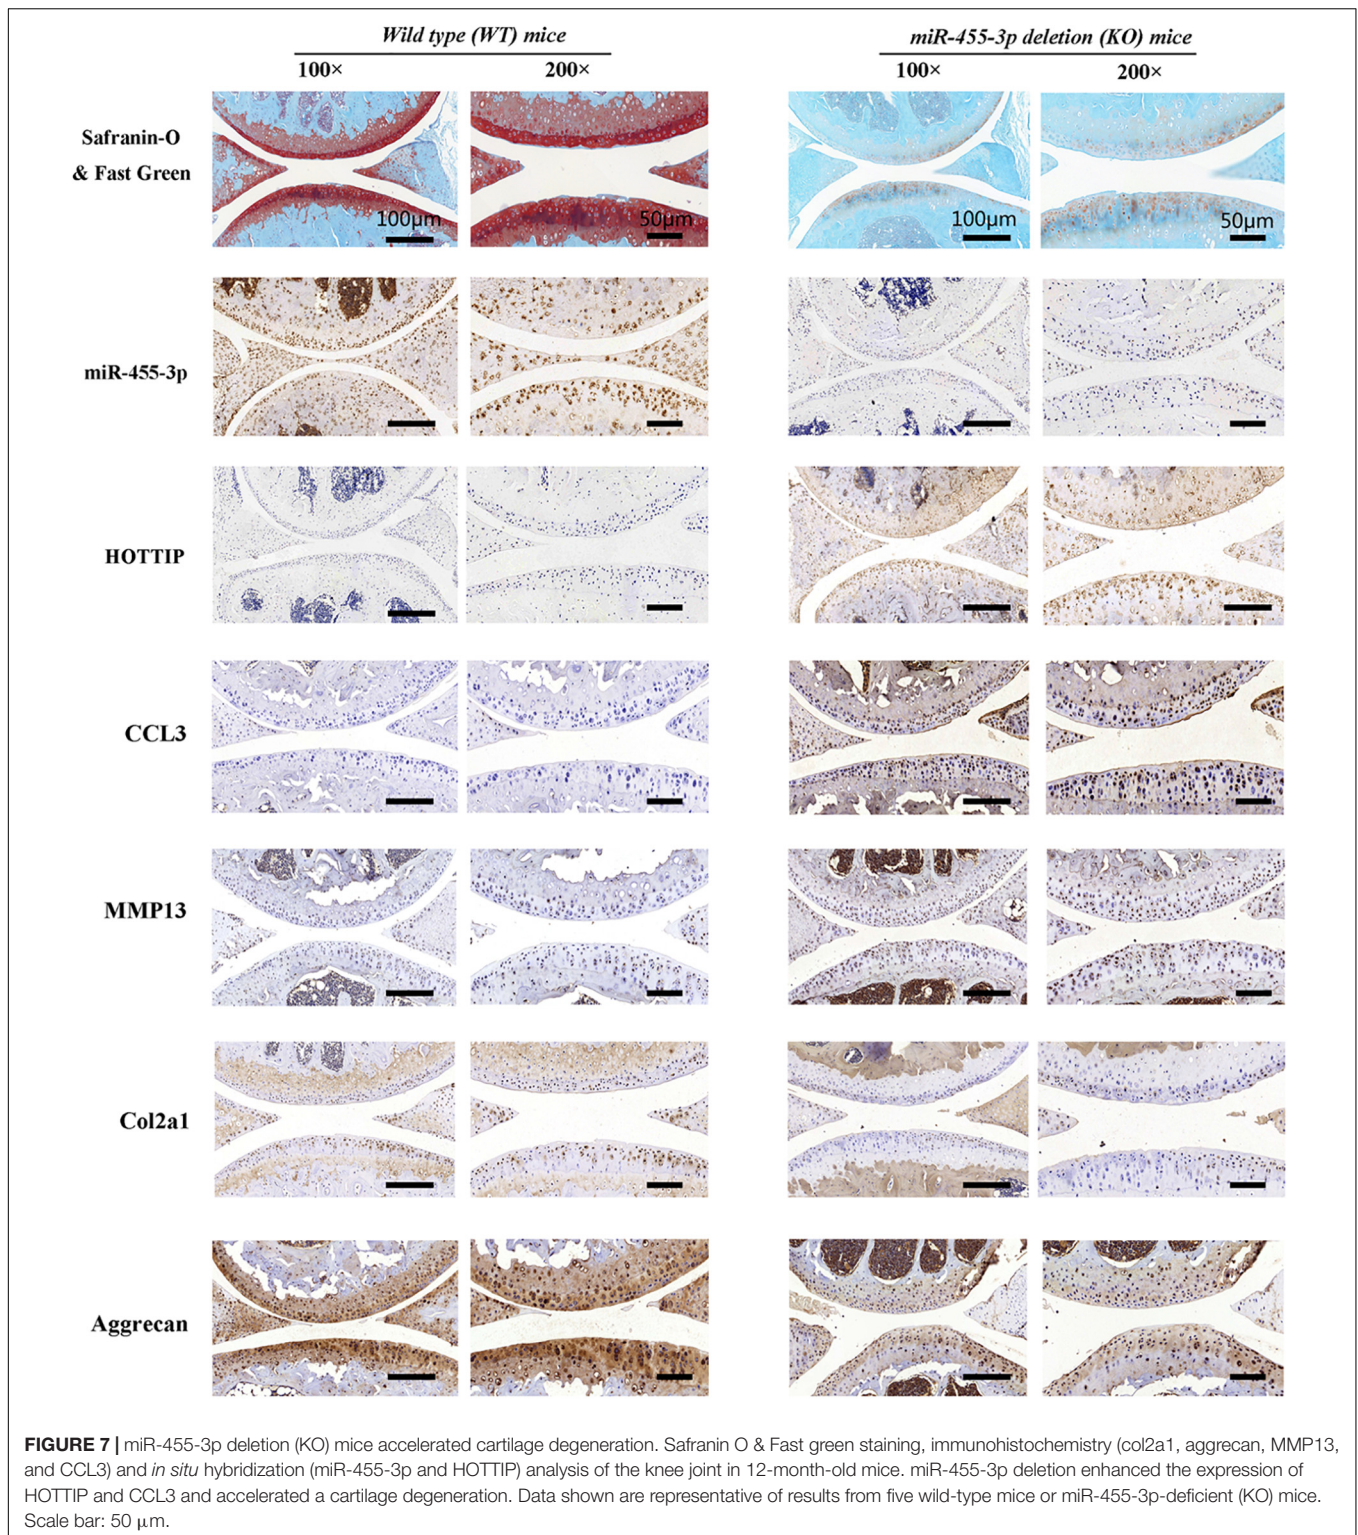 Wild type (WT) mice
miR-455-3p deletion (KO) mice
100×
200×
100×
200×
Safranin-O
& Fast Green
100μm
50μm
100μm
50μm
miR-455-3p
HOTTIP
CCL3
MMP13
Col2a1
Aggrecan
FIGURE 7 | miR-455-3p deletion (KO) mice accelerated cartilage degeneration. Safranin O & Fast green staining, immunohistochemistry (col2a1, aggrecan, MMP13,
and CCL3) and in situ hybridization (miR-455-3p and HOTTIP) analysis of the knee joint in 12-month-old mice. miR-455-3p deletion enhanced the expression of
HOTTIP and CCL3 and accelerated a cartilage degeneration. Data shown are representative of results from five wild-type mice or miR-455-3p-deficient (KO) mice.
Scale bar: 50 μm.